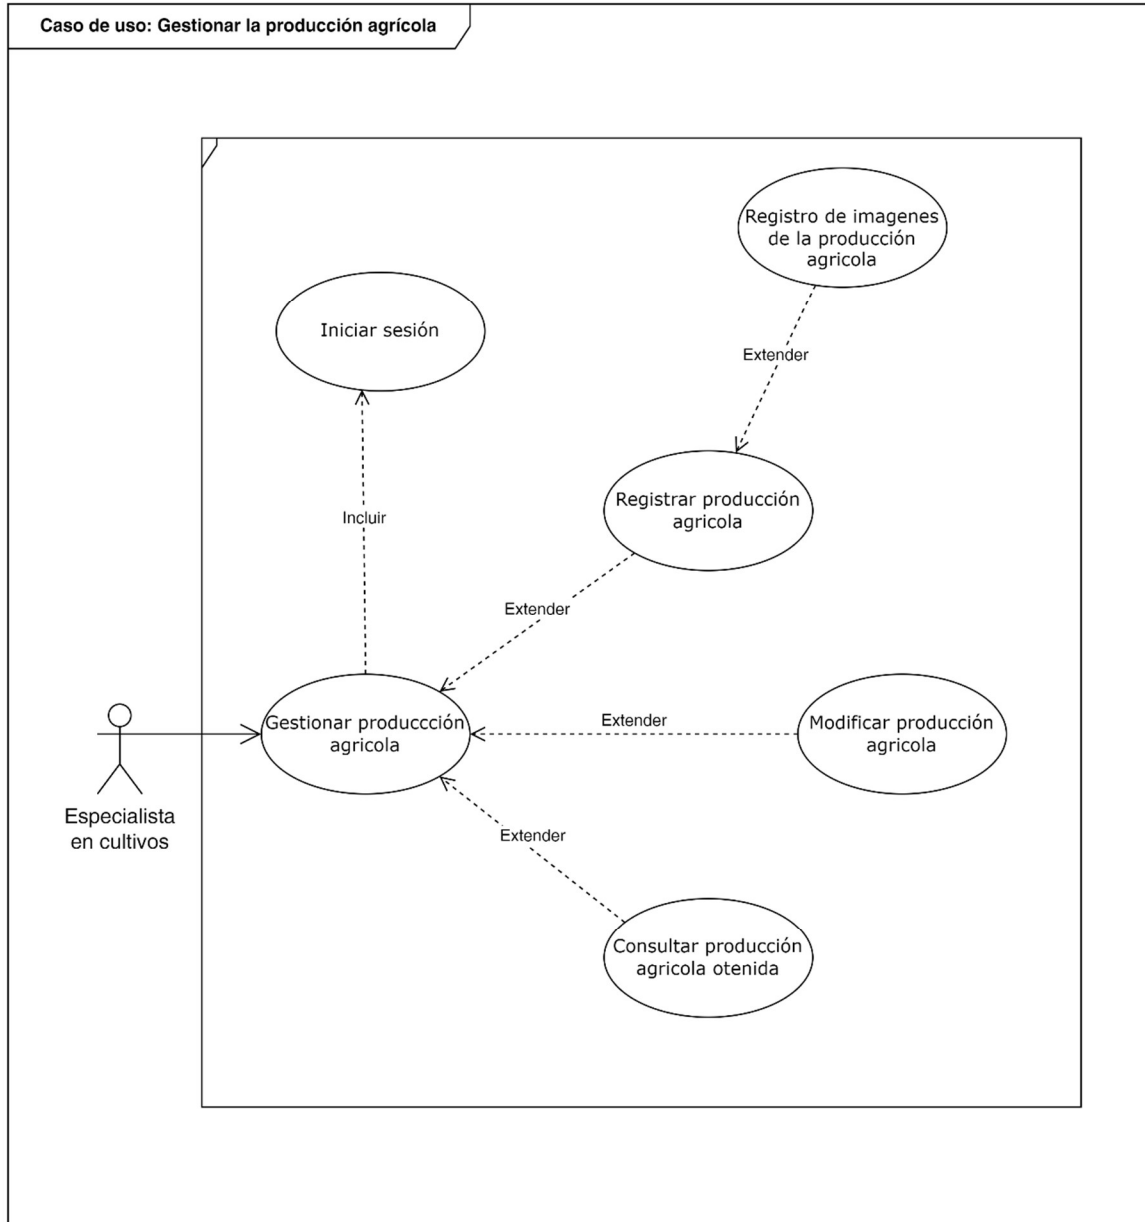 Caso de uso: Gestionar la producción agrícola
Registro de imagenes
de la producción
agricola
Iniciar sesión
Extender
Registrar producción
agricola
Incluir
Extender
Gestionar produccción
agricola
Extender
Modificar producción
agricola
Especialista
en cultivos
Extender
Consultar producción
agricola otenida